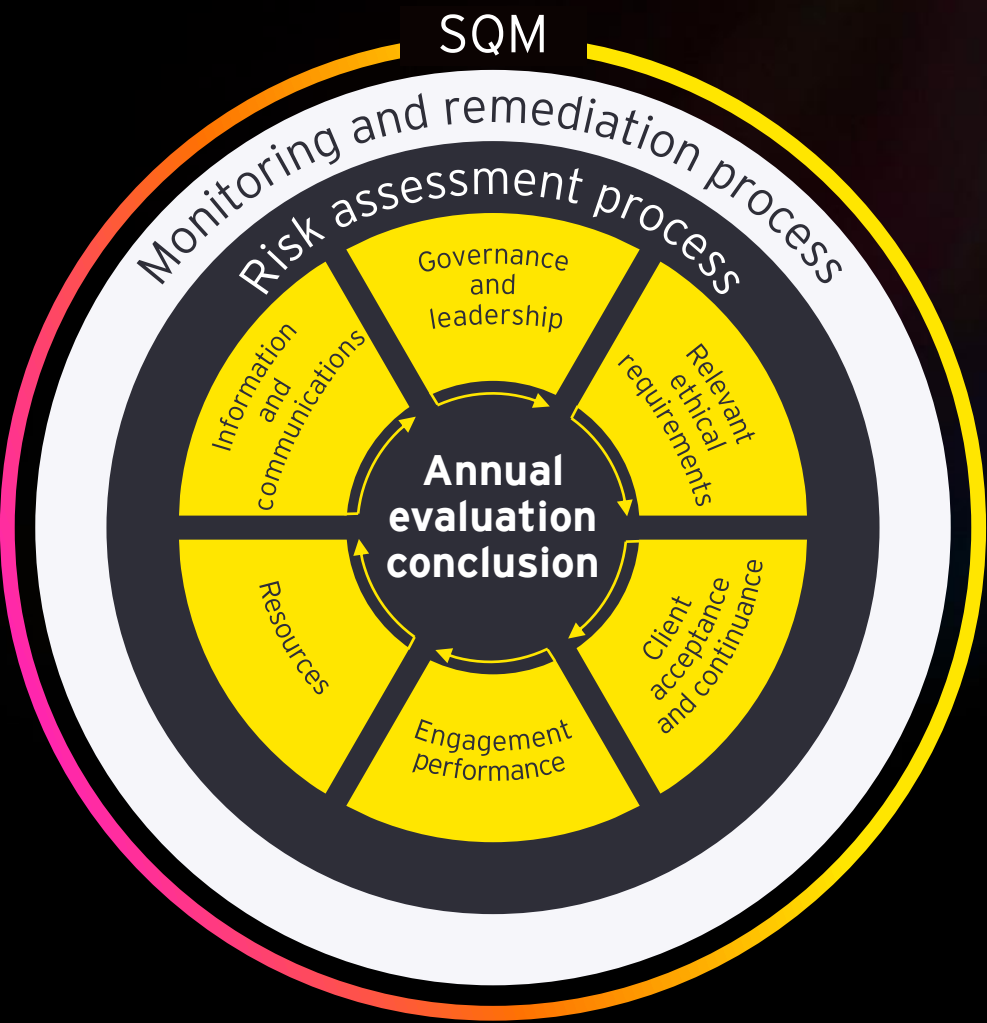 SQM
Monitoring and remediation process
Risk assessment process
Governance
and
leadership
Relevant
ethical
requirements
Client
acceptance
and continuance
Engagement
performance
Resources
Information
and
communications
Annual
evaluation
conclusion